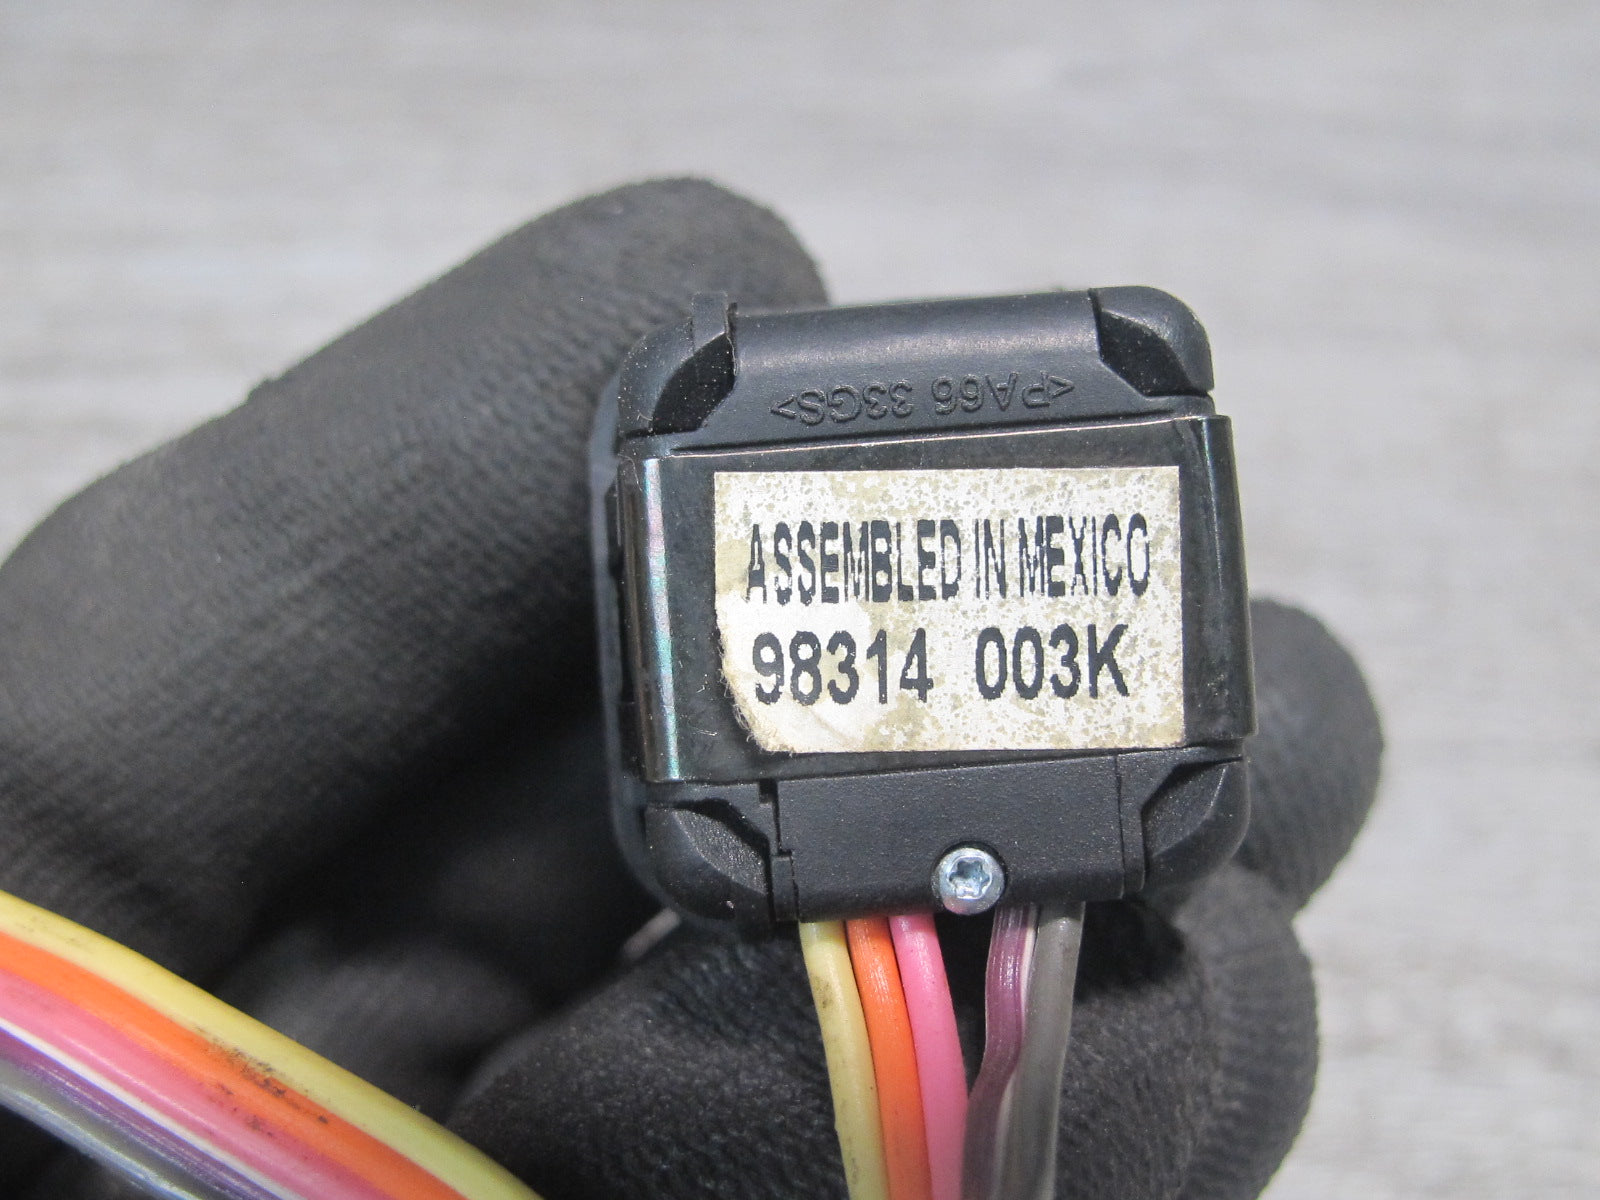 <PA66 33GS>
ASSEMBLED IN MEXICO
98314 003K